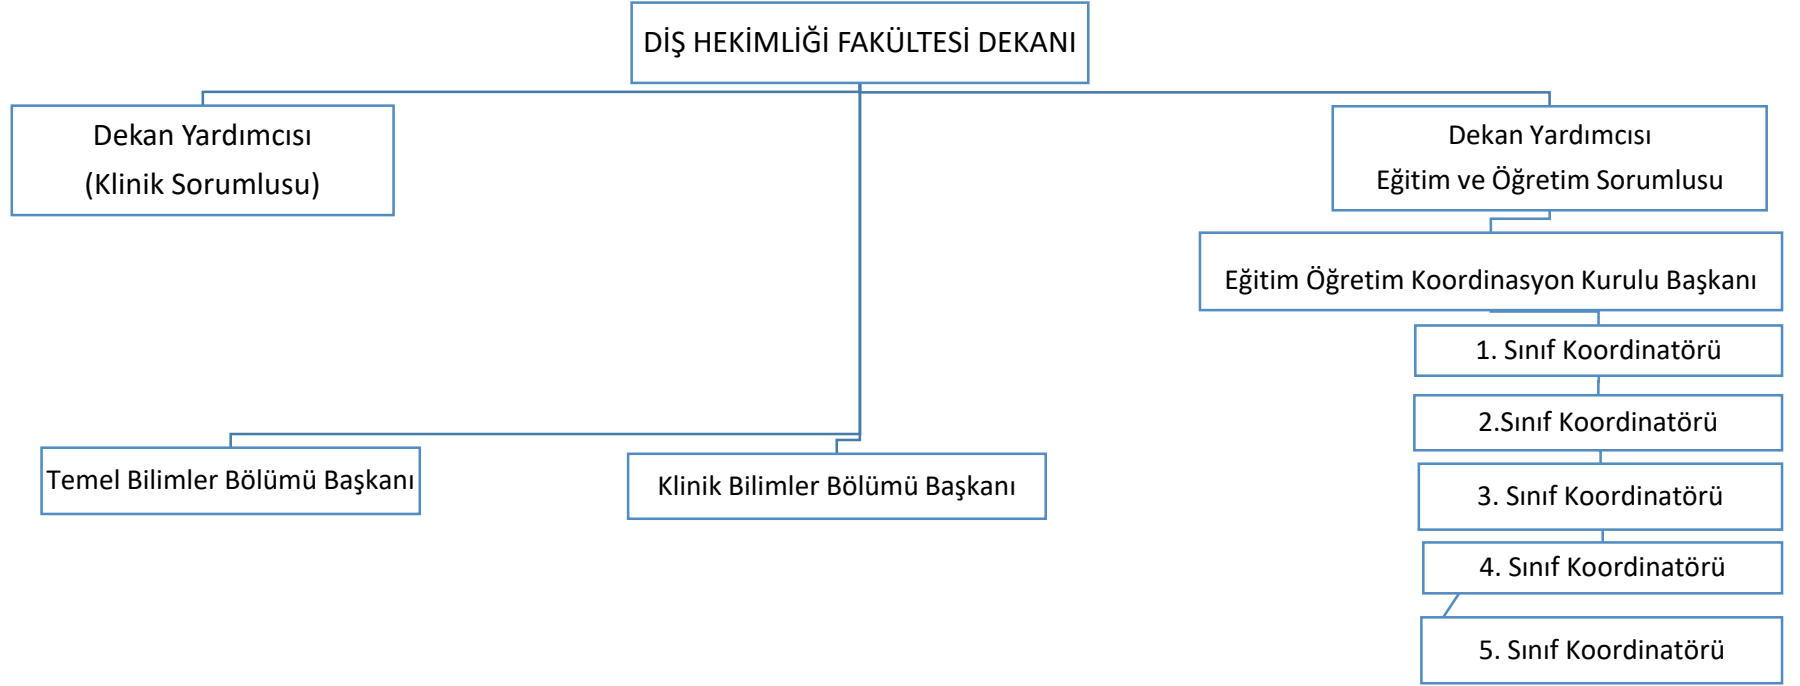 DİŞ HEKİMLİĞİ FAKÜLTESİ DEKANI
Dekan Yardımcısı
(Klinik Sorumlusu)
Dekan Yardımcısı
Eğitim ve Öğretim Sorumlusu
Eğitim Öğretim Koordinasyon Kurulu Başkanı
1. Sınıf Koordinatörü
2.Sınıf Koordinatörü
3. Sınıf Koordinatörü
4. Sınıf Koordinatörü
5. Sınıf Koordinatörü
Temel Bilimler Bölümü Başkanı
Klinik Bilimler Bölümü Başkanı